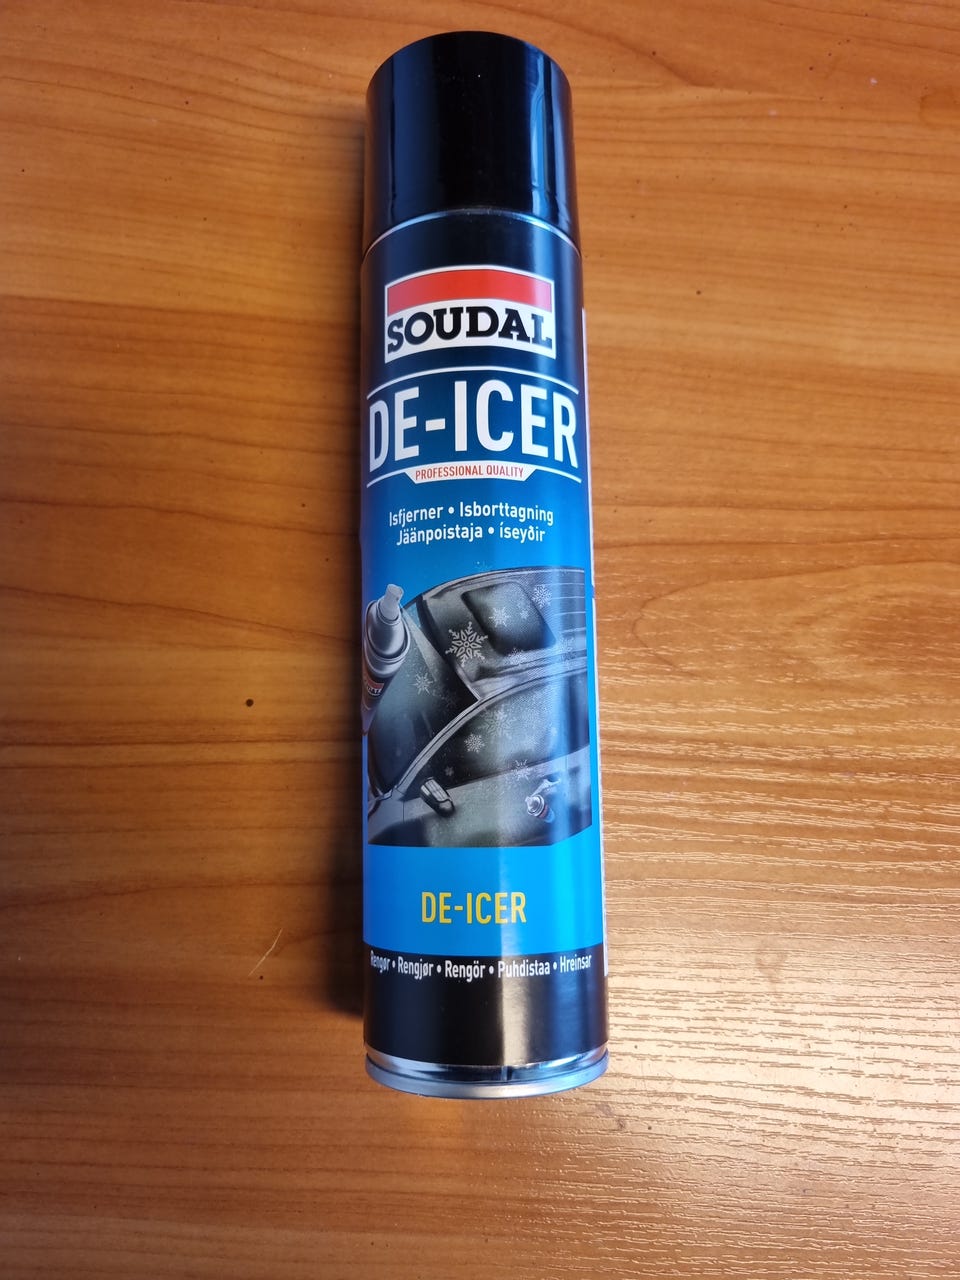 SOUDAL
DE-ICER
PROFESSIONAL QUALITY
Isfjerner • Isborttagning
Jäänpoistaja • íseyðir
DE-ICER
Rengør • Rengjør • Rengör • Puhdistaa • Hreinsar